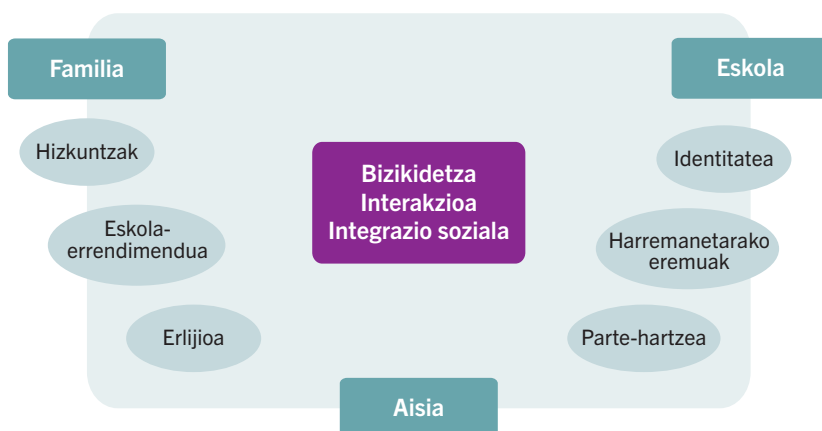 Familia
Eskola
Hizkuntzak
Eskola-
errendimendua
Erlijioa
Bizikidetza
Interakzioa
Integrazio soziala
Identitatea
Harremanetarako
eremuak
Parte-hartzea
Aisia